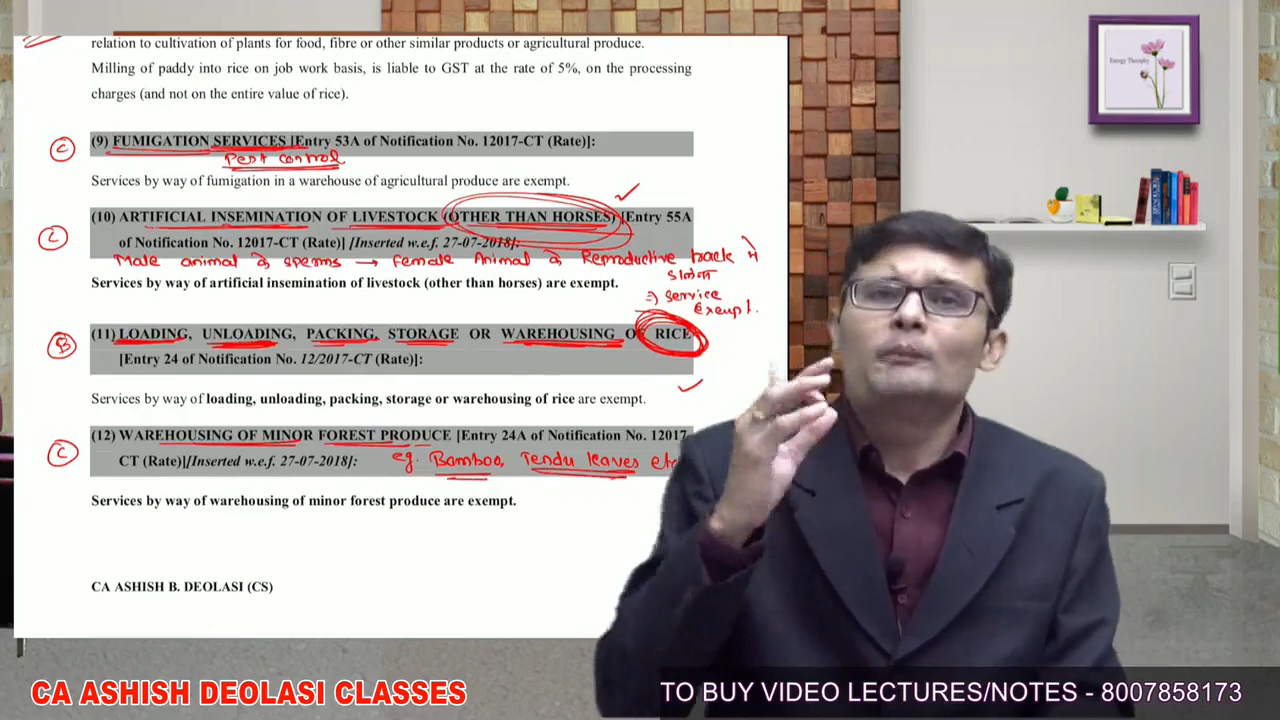 relation to cultivation of plants for food, fibre or other similar products or agricultural produce.
Milling of paddy into rice on job work basis, is liable to GST at the rate of 5%, on the processing
charges (and not on the entire value of rice).
C (9) FUMIGATION SERVICES [Entry 53A of Notification No. 12017-CT (Rate)]:
Pest control
Services by way of fumigation in a warehouse of agricultural produce are exempt.
C (10) ARTIFICIAL INSEMINATION OF LIVESTOCK (OTHER THAN HORSES) [Entry 55A
of Notification No. 12017-CT (Rate)] [Inserted w.e.f. 27-07-2018]:
Male animal के sperms → Female Animal के Reproductive track में
डालना
Services by way of artificial insemination of livestock (other than horses) are exempt.
⇒ Service
Exempt.
B (11) LOADING, UNLOADING, PACKING, STORAGE OR WAREHOUSING OF RICE
[Entry 24 of Notification No. 12/2017-CT (Rate)]:
Services by way of loading, unloading, packing, storage or warehousing of rice are exempt.
C (12) WAREHOUSING OF MINOR FOREST PRODUCE [Entry 24A of Notification No. 12017
CT (Rate)][Inserted w.e.f. 27-07-2018]: eg. Bamboo, Tendu leaves etc
Services by way of warehousing of minor forest produce are exempt.
CA ASHISH B. DEOLASI (CS)
Energy Theraphy
CA ASHISH DEOLASI CLASSES
TO BUY VIDEO LECTURES/NOTES - 8007858173